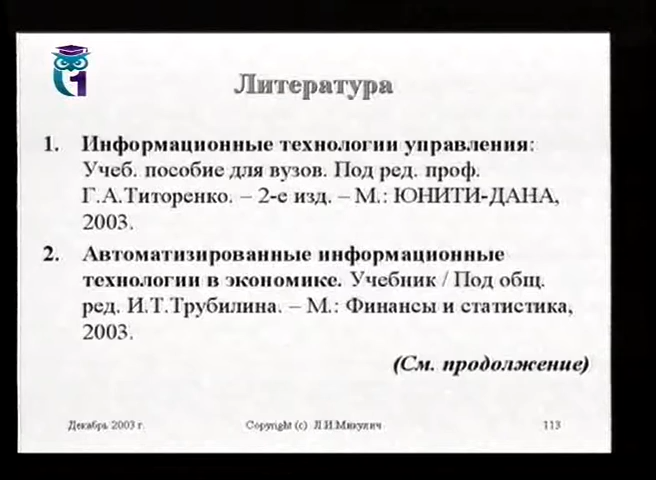 1
Литература
1. Информационные технологии управления:
Учеб. пособие для вузов. Под ред. проф.
Г.А.Титоренко. – 2-е изд. – М.: ЮНИТИ-ДАНА,
2003.
2. Автоматизированные информационные
технологии в экономике. Учебник / Под общ.
ред. И.Т.Трубилина. – М.: Финансы и статистика,
2003.
(См. продолжение)
Декабрь 2003 г. Copyright (c) Л.И.Микулич 113